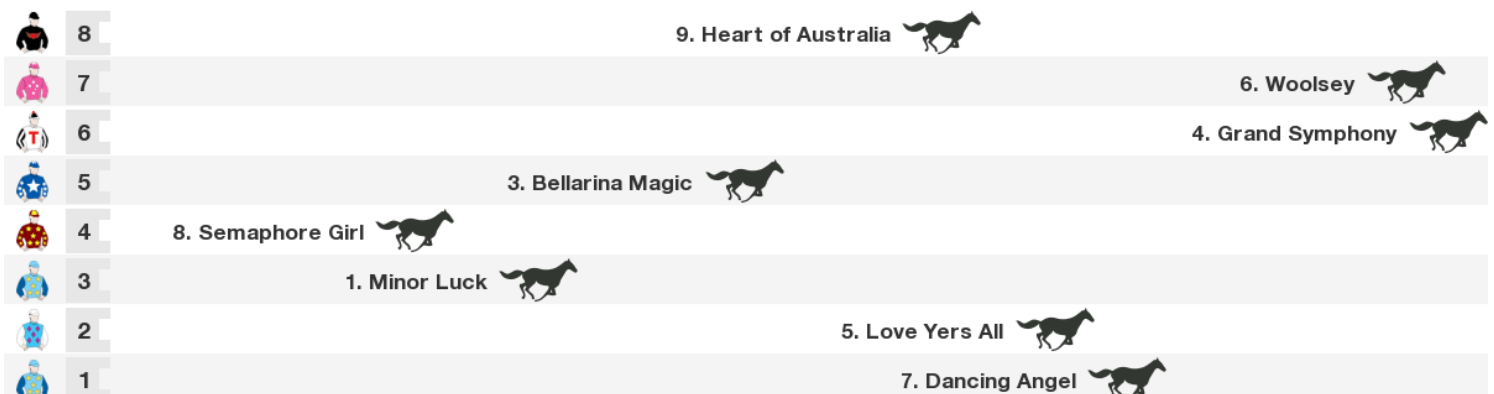 8 9. Heart of Australia
7 6. Woolsey
T 6 4. Grand Symphony
5 3. Bellarina Magic
4 8. Semaphore Girl
3 1. Minor Luck
2 5. Love Yers All
1 7. Dancing Angel